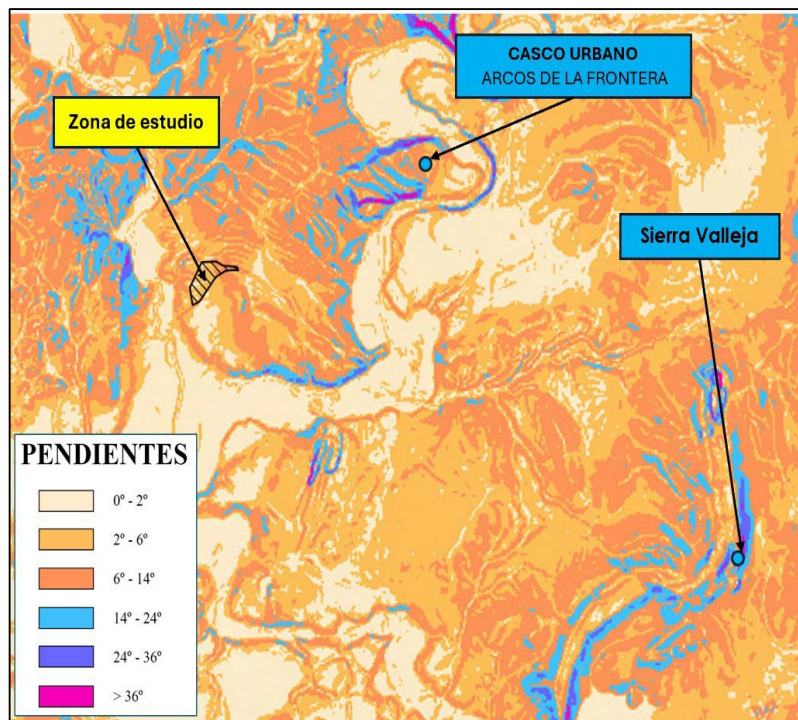 CASCO URBANO
ARCOS DE LA FRONTERA
Zona de estudio
Sierra Valleja
PENDIENTES
0º - 2º
2º - 6º
6º - 14º
14º - 24º
24º - 36º
> 36º